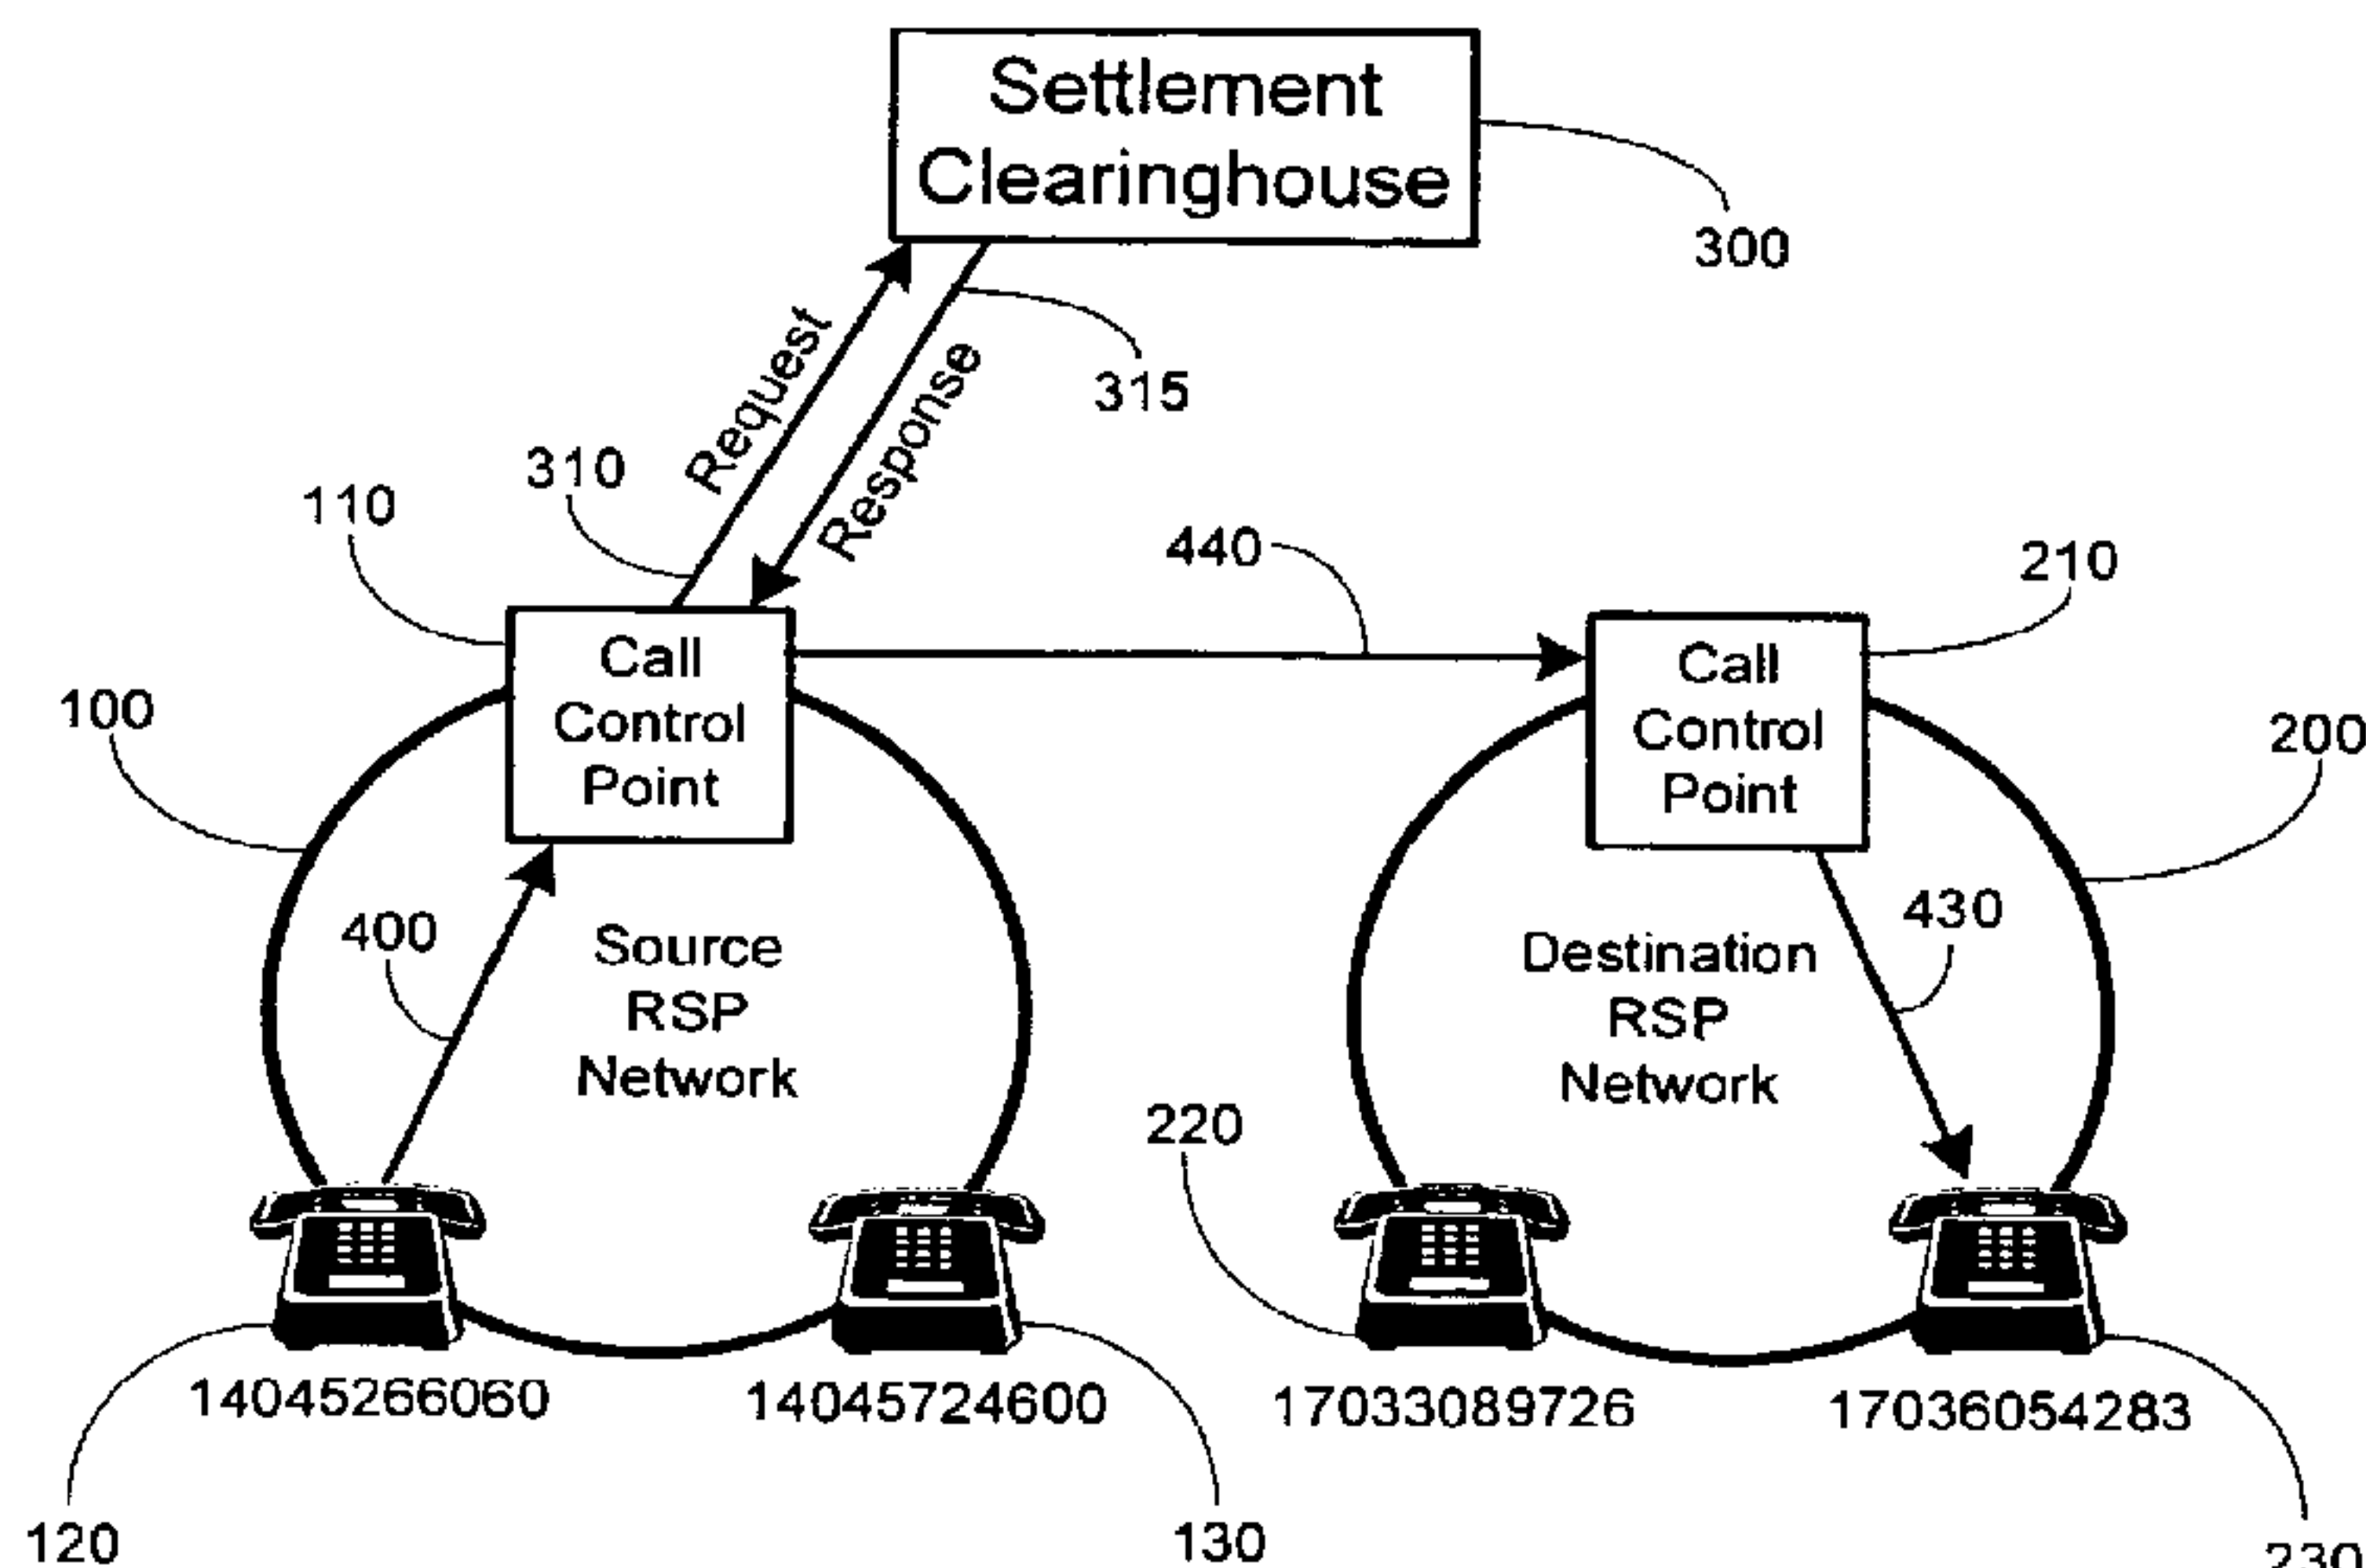 Settlement
Clearinghouse
300
Request
Response
315
310
110
440
210
Call
Control
Point
Call
Control
Point
100
200
400
430
Source
RSP
Network
Destination
RSP
Network
220
14045266060
14045724600
17033089726
17036054283
120
130
230